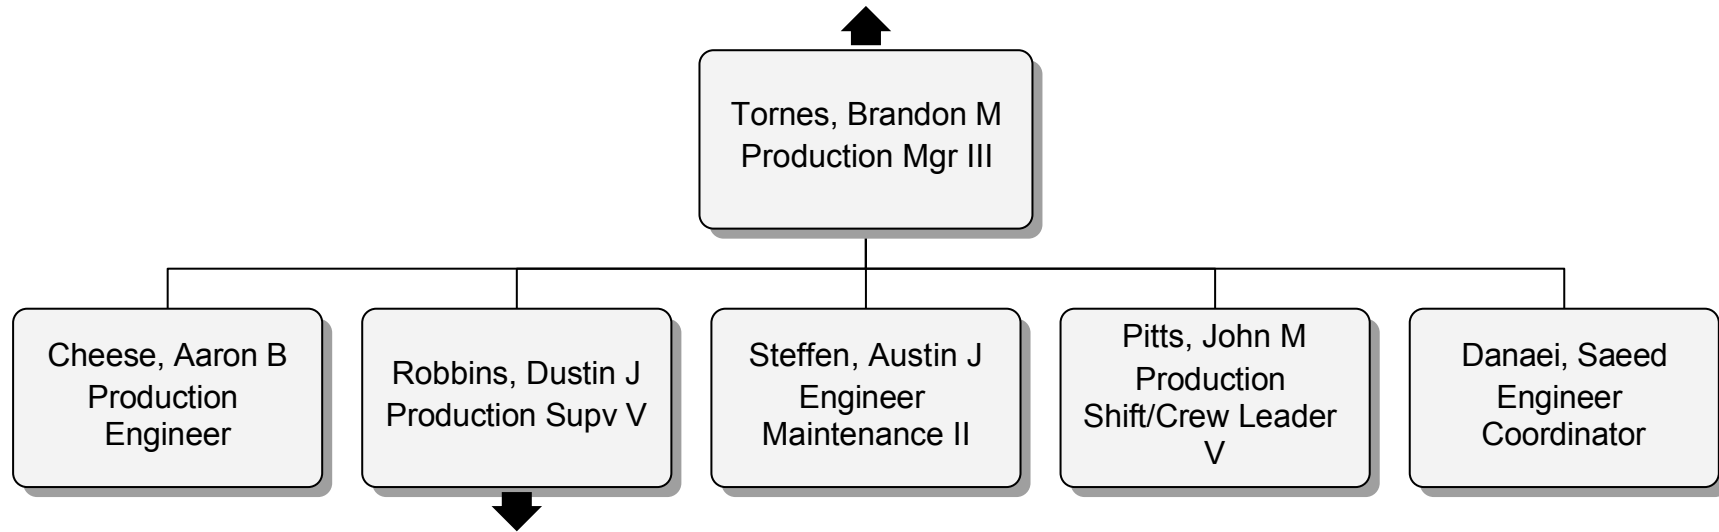 Tornes, Brandon M
Production Mgr III
Cheese, Aaron B
Production
Engineer
Robbins, Dustin J
Production Supv V
Steffen, Austin J
Engineer
Maintenance II
Pitts, John M
Production
Shift/Crew Leader
V
Danaei, Saeed
Engineer
Coordinator